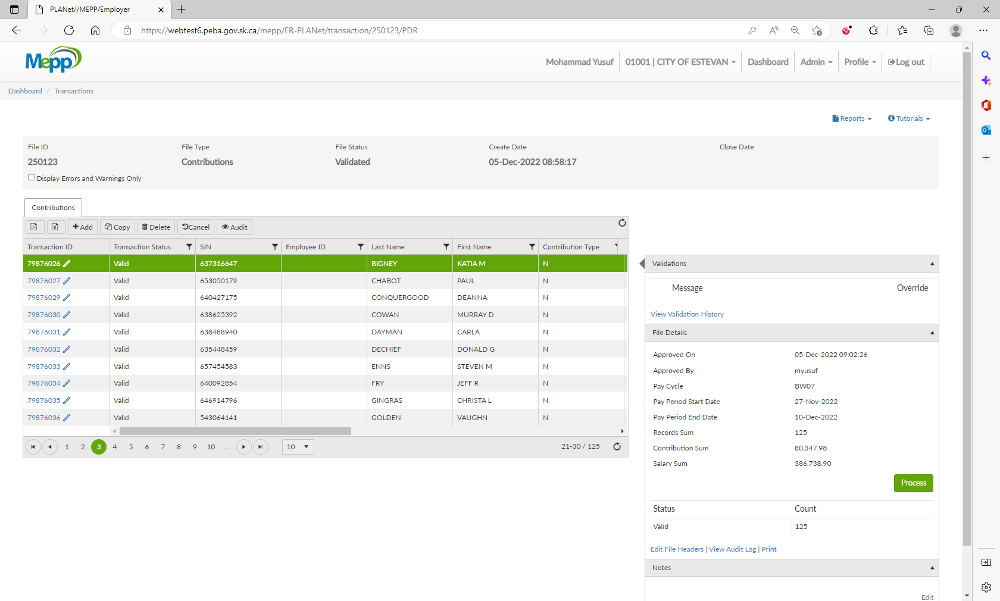 PLANet//MEPP/Employer
https://webtest6.peba.gov.sk.ca/mepp/ER-PLANet/transaction/250123/PDR
Mepp
Mohammad Yusuf 01001 | CITY OF ESTEVAN Dashboard Admin Profile Log out
Dashboard / Transactions
Reports Tutorials
File ID File Type File Status Create Date Close Date
250123 Contributions Validated 05-Dec-2022 08:58:17
Display Errors and Warnings Only
Contributions
Add Copy Delete Cancel Audit
Transaction ID Transaction Status SIN Employee ID Last Name First Name Contribution Type
79876026 Valid 637316647 BIGNEY KATIA M N
79876027 Valid 653050179 CHABOT PAUL N
79876029 Valid 640427175 CONQUERGOOD DEANNA N
79876030 Valid 638625392 COWAN MURRAY D N
79876031 Valid 638488940 DAYMAN CARLA N
79876032 Valid 635448459 DECHIEF DONALD G N
79876033 Valid 657454583 ENNS STEVEN M N
79876034 Valid 640092854 FRY JEFF R N
79876035 Valid 646914796 GINGRAS CHRISTA L N
79876036 Valid 543064141 GOLDEN VAUGHN N
1 2 3 4 5 6 7 8 9 10 ... 10 21-30 / 125
Validations
Message Override
View Validation History
File Details
Approved On 05-Dec-2022 09:02:26
Approved By myusuf
Pay Cycle BW07
Pay Period Start Date 27-Nov-2022
Pay Period End Date 10-Dec-2022
Records Sum 125
Contribution Sum 80,347.98
Salary Sum 386,738.90
Process
Status Count
Valid 125
Edit File Headers | View Audit Log | Print
Notes
Edit